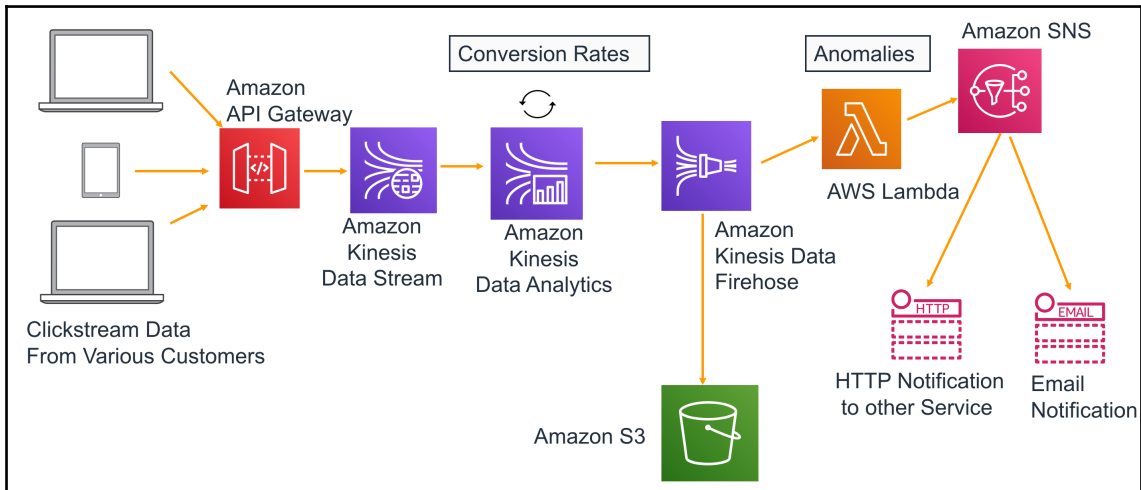 Amazon SNS
Conversion Rates
Anomalies
Amazon
API Gateway
</>
AWS Lambda
Amazon
Kinesis
Data Stream
Amazon
Kinesis
Data Analytics
Amazon
Kinesis Data
Firehose
HTTP
EMAIL
Clickstream Data
From Various Customers
HTTP Notification
to other Service
Email
Notification
Amazon S3